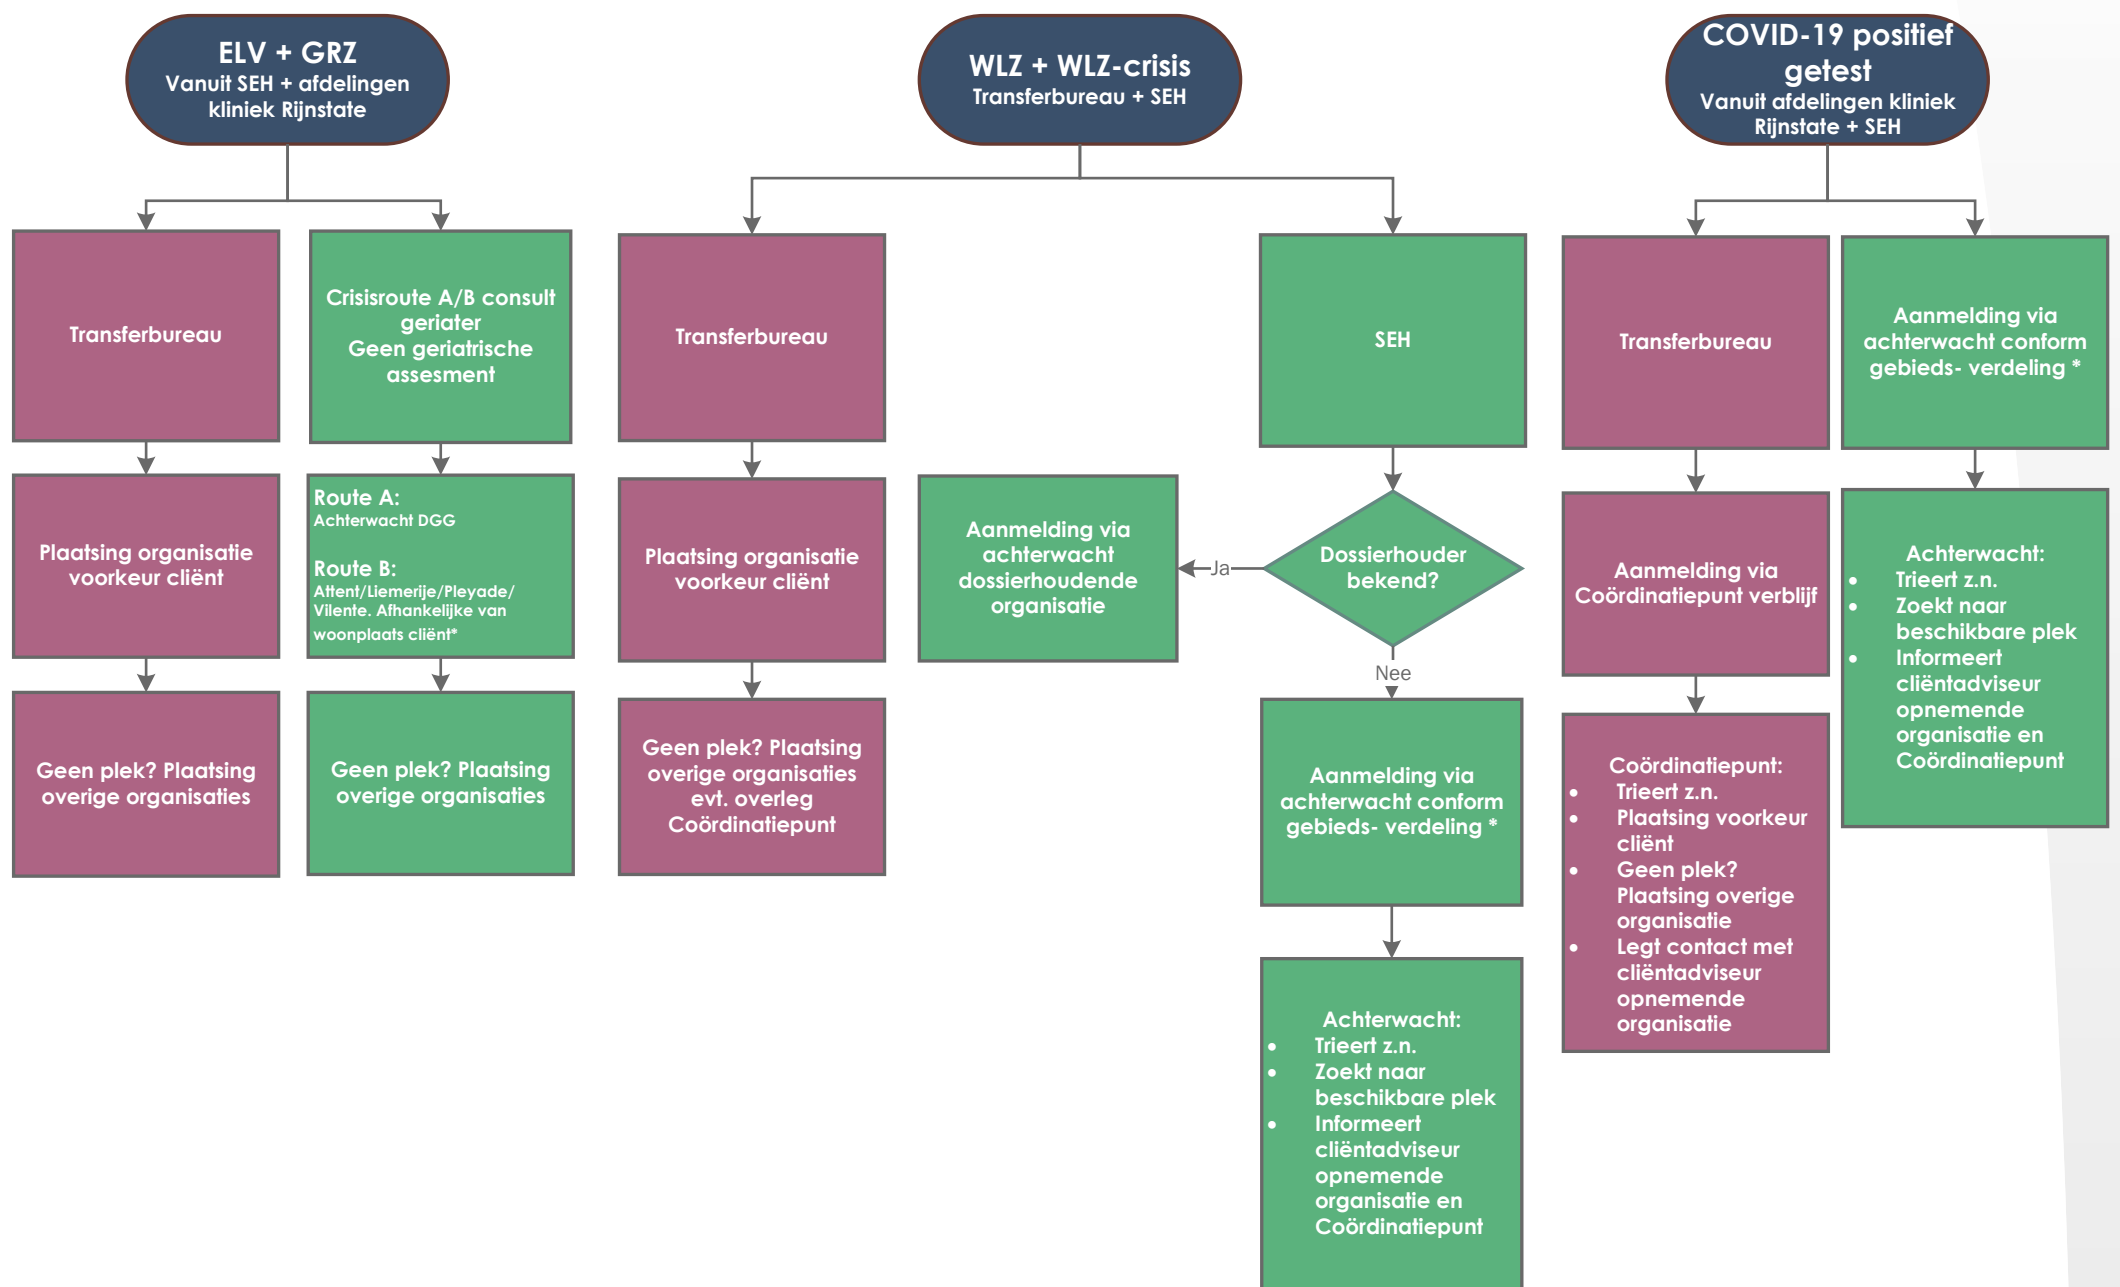 ELV + GRZ
Vanuit SEH + afdelingen
kliniek Rijnstate
Transferbureau
Plaatsing organisatie
voorkeur cliënt
Geen plek? Plaatsing
overige organisaties
Crisisroute A/B consult
geriater
Geen geriatrische
assesment
Route A:
Achterwacht DGG
Route B:
Attent/Liemerije/Pleyade/
Vilente. Afhankelijke van
woonplaats cliënt*
Geen plek? Plaatsing
overige organisaties
WLZ + WLZ-crisis
Transferbureau + SEH
Transferbureau
Plaatsing organisatie
voorkeur cliënt
Geen plek? Plaatsing
overige organisaties
evt. overleg
Coördinatiepunt
SEH
Dossierhouder
bekend?
Ja
Aanmelding via
achterwacht
dossierhoudende
organisatie
Nee
Aanmelding via
achterwacht conform
gebieds- verdeling *
Achterwacht:
• Trieert z.n.
• Zoekt naar
beschikbare plek
• Informeert
cliëntadviseur
opnemende
organisatie en
Coördinatiepunt
COVID-19 positief
getest
Vanuit afdelingen kliniek
Rijnstate + SEH
Transferbureau
Aanmelding via
Coördinatiepunt verblijf
Coördinatiepunt:
• Trieert z.n.
• Plaatsing voorkeur
cliënt
• Geen plek?
Plaatsing overige
organisatie
• Legt contact met
cliëntadviseur
opnemende
organisatie
Aanmelding via
achterwacht conform
gebieds- verdeling *
Achterwacht:
• Trieert z.n.
• Zoekt naar
beschikbare plek
• Informeert
cliëntadviseur
opnemende
organisatie en
Coördinatiepunt